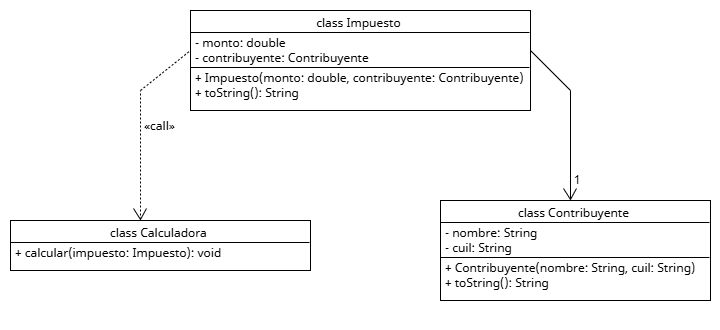 class Impuesto
- monto: double
- contribuyente: Contribuyente
+ Impuesto(monto: double, contribuyente: Contribuyente)
+ toString(): String
«call»
1
class Calculadora
+ calcular(impuesto: Impuesto): void
class Contribuyente
- nombre: String
- cuil: String
+ Contribuyente(nombre: String, cuil: String)
+ toString(): String